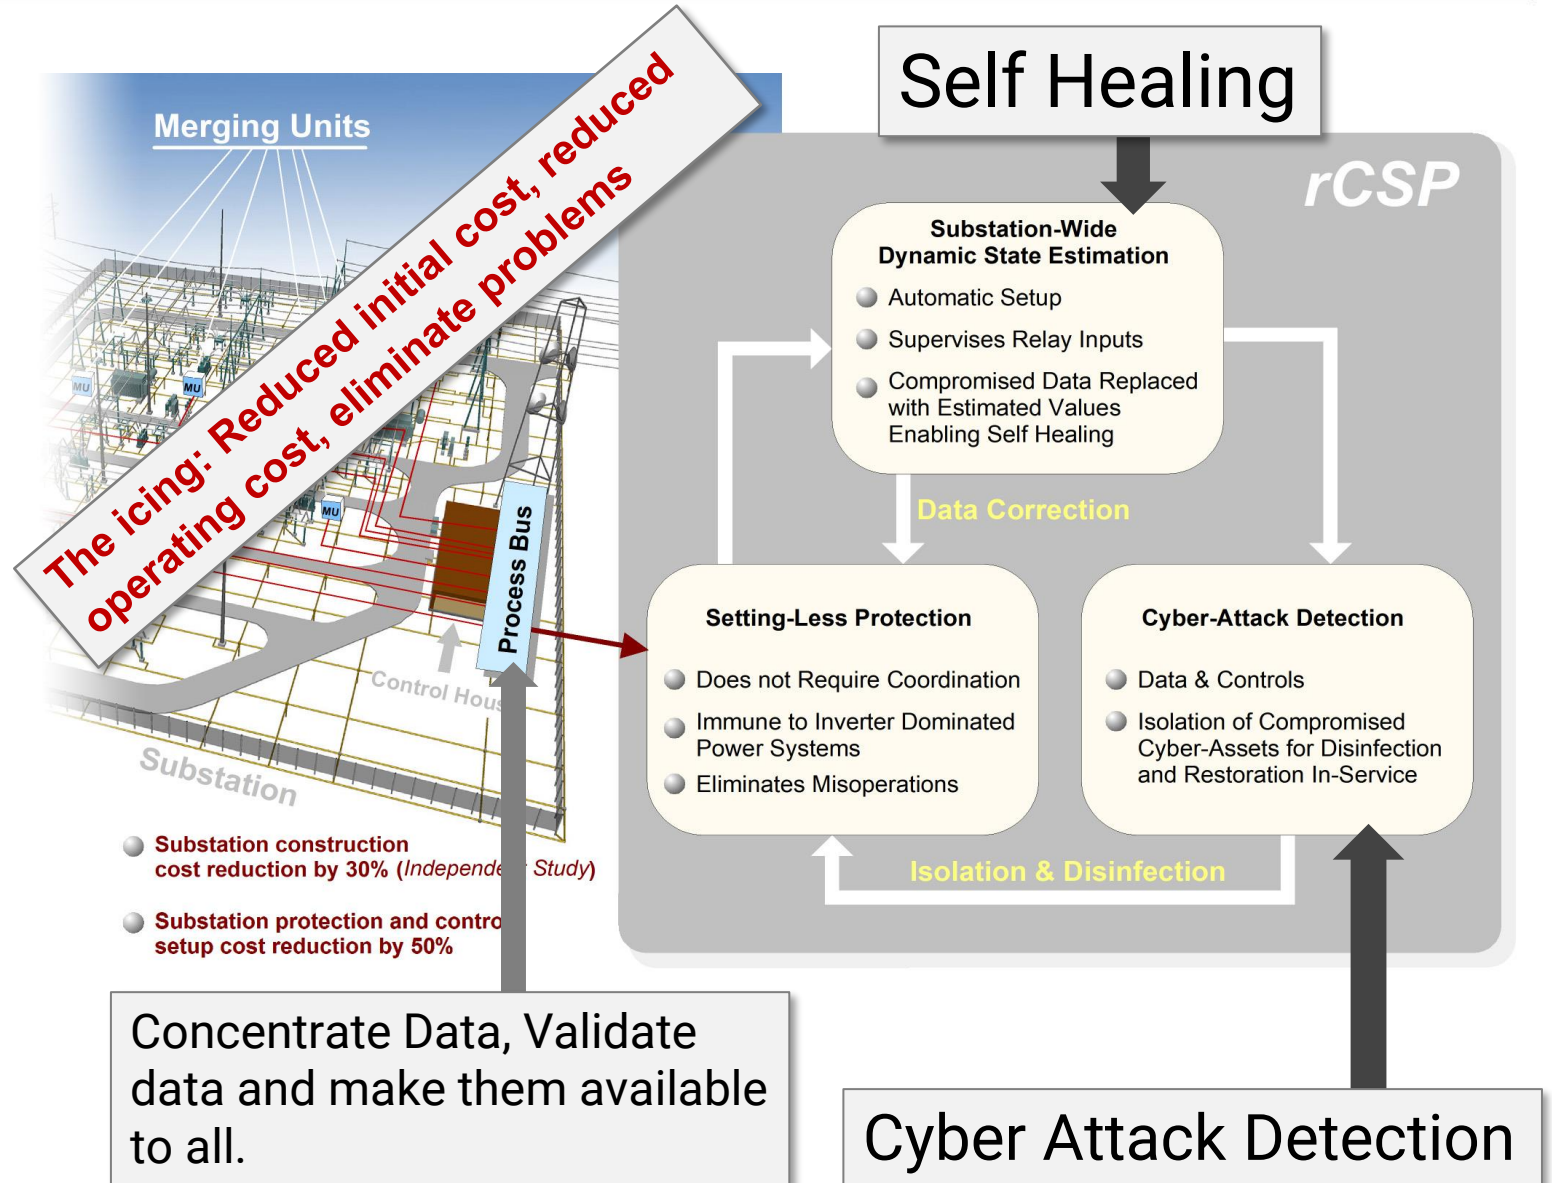 Self Healing
Merging Units
The icing: Reduced initial cost, reduced
operating cost, eliminate problems
rCSP
Substation-Wide
Dynamic State Estimation
Automatic Setup
Supervises Relay Inputs
Compromised Data Replaced
with Estimated Values
Enabling Self Healing
MU
MU
MU
Process Bus
Data Correction
Setting-Less Protection
Does not Require Coordination
Immune to Inverter Dominated
Power Systems
Eliminates Misoperations
Cyber-Attack Detection
Data & Controls
Isolation of Compromised
Cyber-Assets for Disinfection
and Restoration In-Service
Control Hous
Substation
Isolation & Disinfection
Substation construction
cost reduction by 30% (Independe Study)
Substation protection and contro
setup cost reduction by 50%
Concentrate Data, Validate
data and make them available
to all.
Cyber Attack Detection